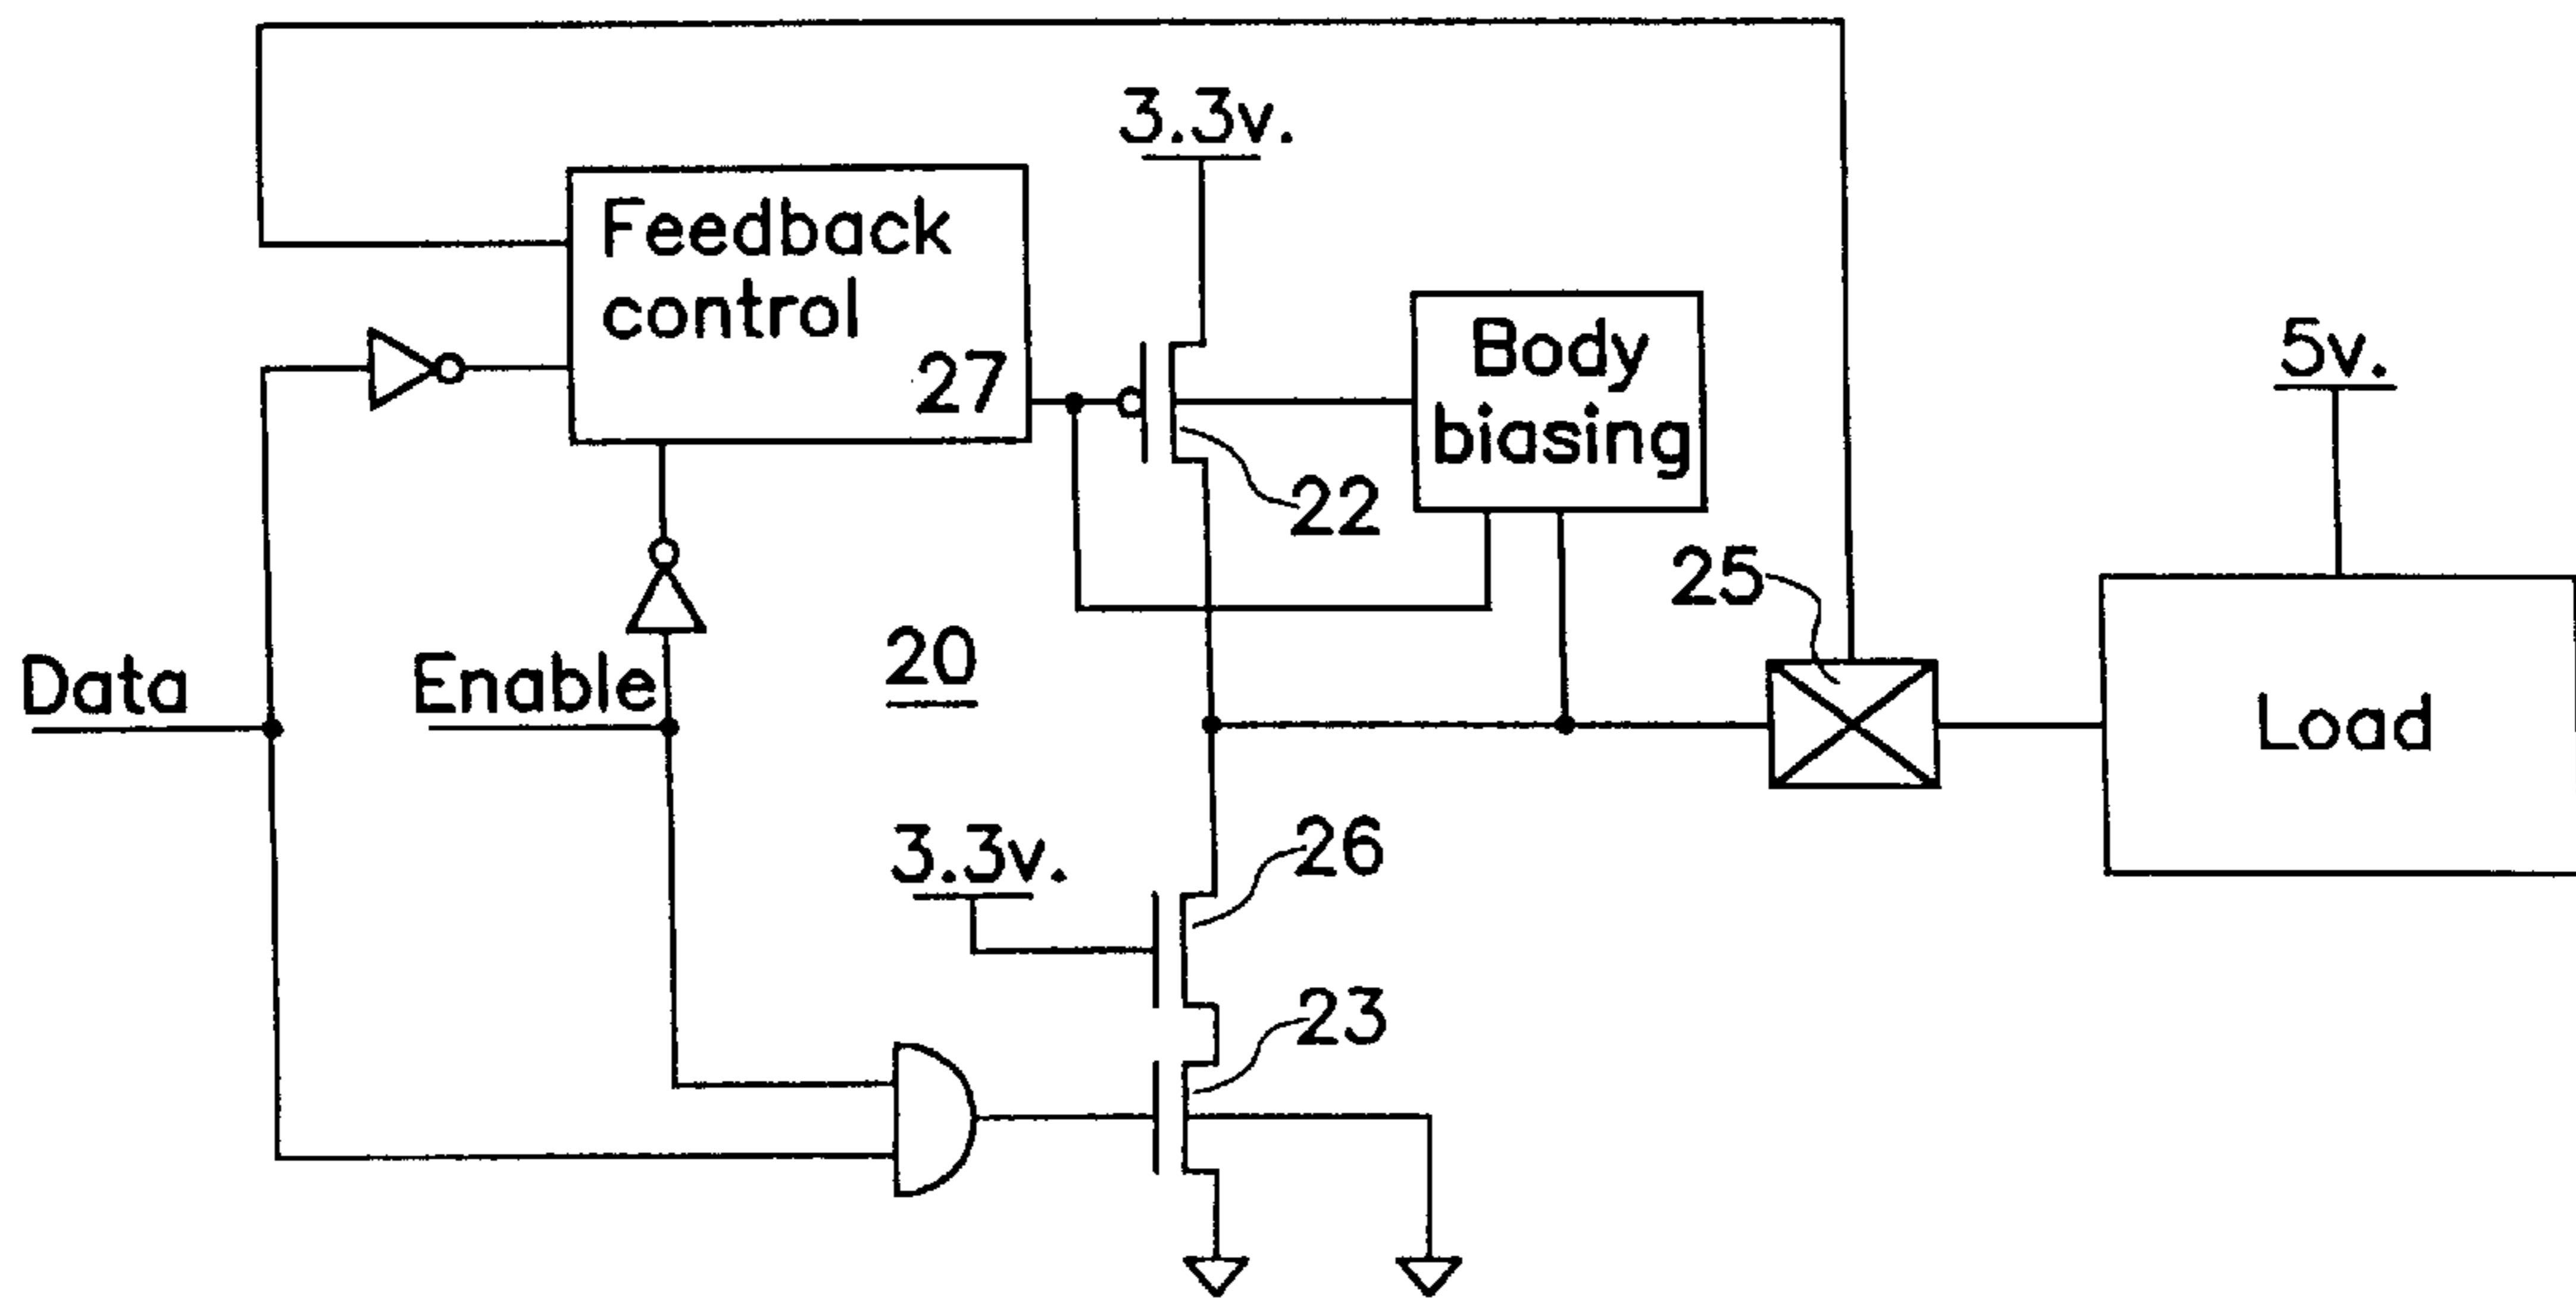 3.3v.
Feedback
control
27
Body
biasing
22
5v.
25
Data
Enable
20
Load
3.3v.
26
23